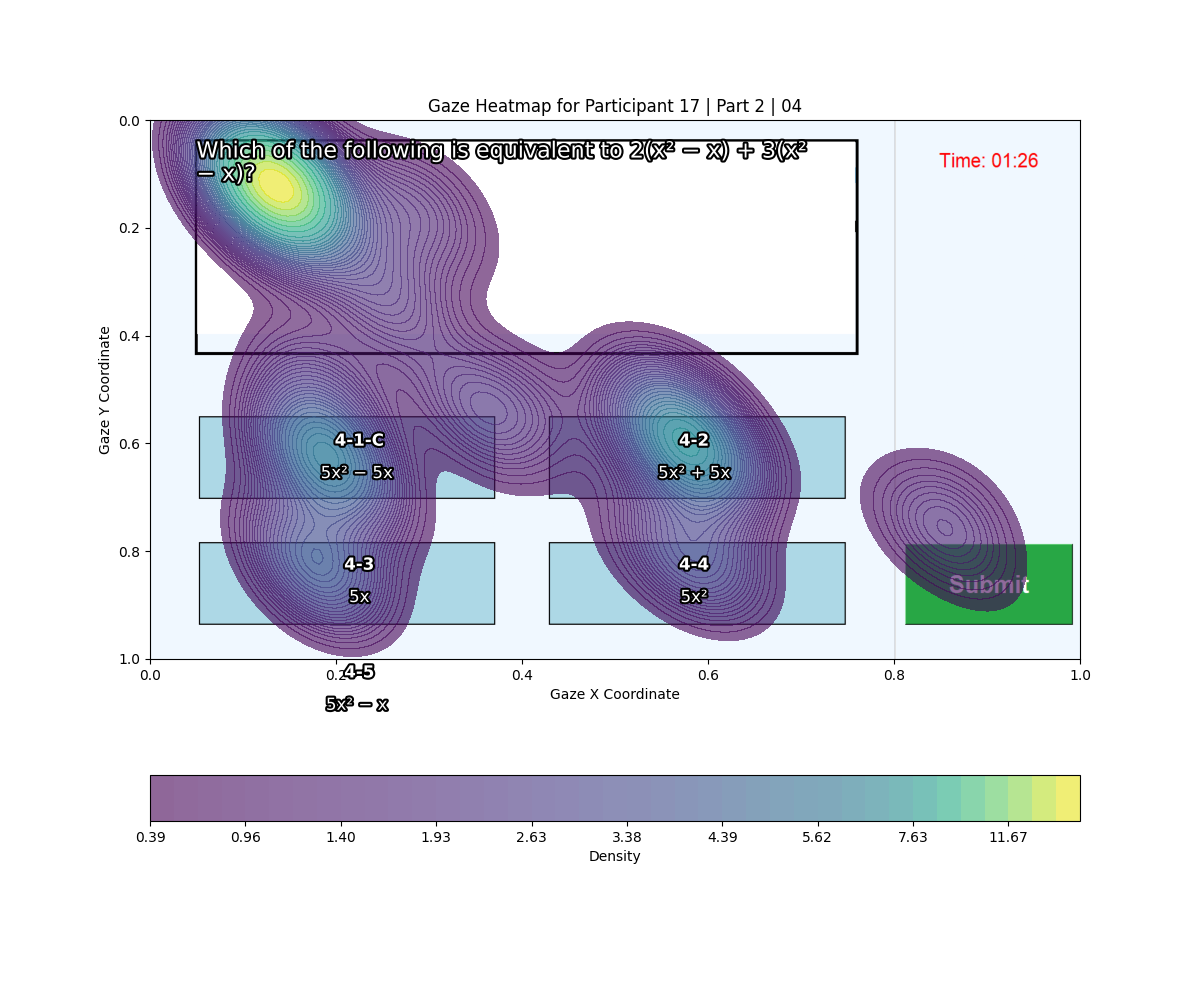 Gaze Heatmap for Participant 17 | Part 2 | 04
Which of the following is equivalent to 2(x² − x) + 3(x²
− x)?
Time: 01:26
0.0
0.2
0.4
0.6
0.8
1.0
Gaze Y Coordinate
4-1-C
5x² − 5x
4-2
5x² + 5x
4-3
5x
4-4
5x²
Submit
0.0
0.2
0.4
0.6
0.8
1.0
Gaze X Coordinate
4-5
5x² − x
0.39
0.96
1.40
1.93
2.63
3.38
4.39
5.62
7.63
11.67
Density